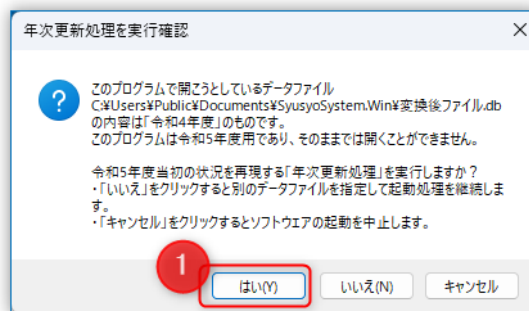 年次更新処理を実行確認
このプログラムで開こうとしているデータファイル
C:¥Users¥Public¥Documents¥SyusyoSystem.Win¥変換後ファイル.db
の内容は「令和4年度」のものです。
このプログラムは令和5年度用であり、そのままでは開くことができません。
令和5年度当初の状況を再現する「年次更新処理」を実行しますか？
・「いいえ」をクリックすると別のデータファイルを指定して起動処理を継続しま
す。
・「キャンセル」をクリックするとソフトウェアの起動を中止します。
1
はい(Y)
いいえ(N)
キャンセル